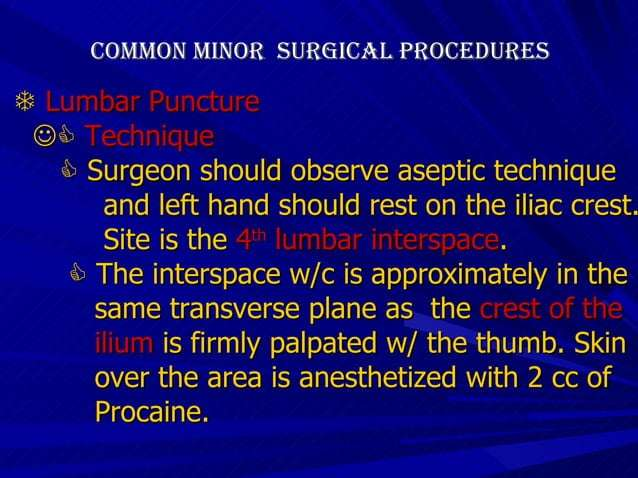 COMMON MINOR SURGICAL PROCEDURES
Lumbar Puncture
Technique
Surgeon should observe aseptic technique
and left hand should rest on the iliac crest.
Site is the 4th lumbar interspace.
The interspace w/c is approximately in the
same transverse plane as the crest of the
ilium is firmly palpated w/ the thumb. Skin
over the area is anesthetized with 2 cc of
Procaine.